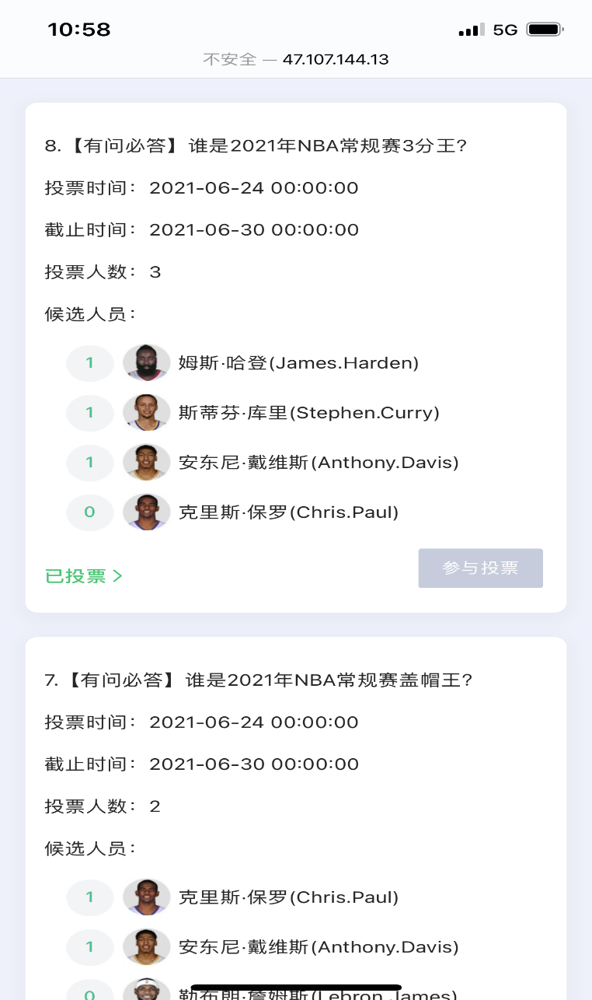 10:58
5G
不安全 — 47.107.144.13
8.【有问必答】谁是2021年NBA常规赛3分王?
投票时间： 2021-06-24 00:00:00
截止时间： 2021-06-30 00:00:00
投票人数： 3
候选人员：
1 姆斯·哈登(James.Harden)
1 斯蒂芬·库里(Stephen.Curry)
1 安东尼·戴维斯(Anthony.Davis)
0 克里斯·保罗(Chris.Paul)
已投票 >
参与投票
7.【有问必答】谁是2021年NBA常规赛盖帽王?
投票时间： 2021-06-24 00:00:00
截止时间： 2021-06-30 00:00:00
投票人数： 2
候选人员：
1 克里斯·保罗(Chris.Paul)
1 安东尼·戴维斯(Anthony.Davis)
0 勒布朗·詹姆斯(Lebron.James)